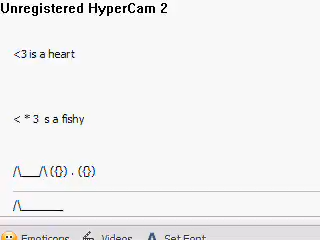 Unregistered HyperCam 2
<3 is a heart
< * 3 s a fishy
/\___/\ ({}) . ({})
/\_______
Emoticons Videos A Set Font